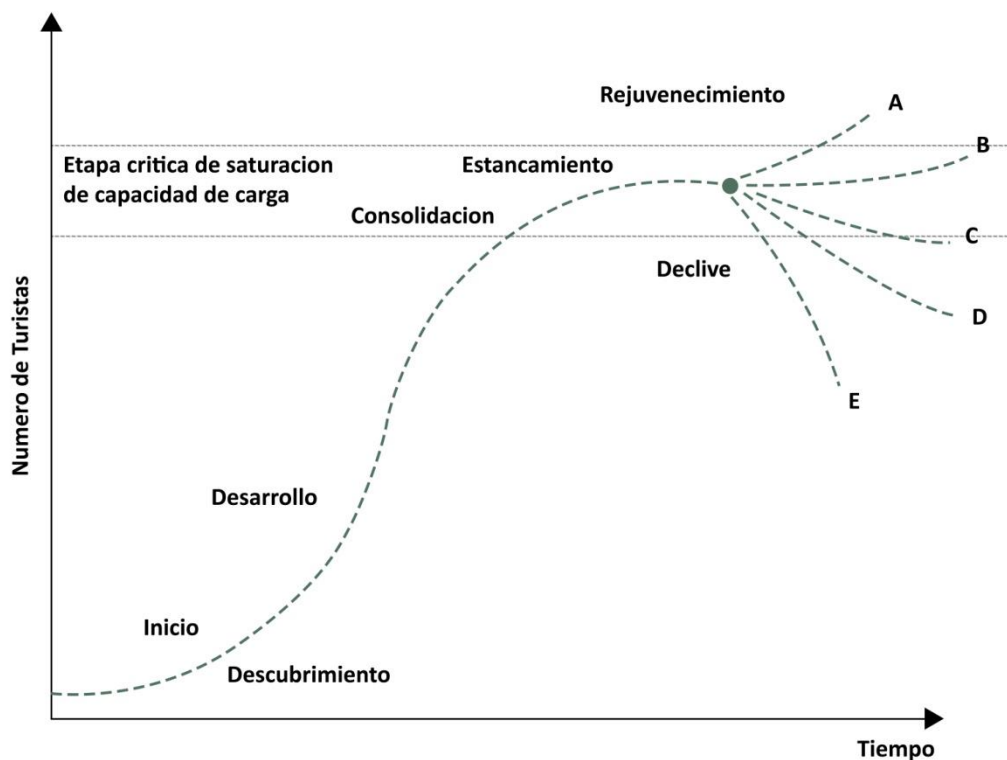 Rejuvenecimiento
A
B
Etapa critica de saturacion
de capacidad de carga
Estancamiento
Consolidacion
C
Declive
D
E
Numero de Turistas
Desarrollo
Inicio
Descubrimiento
Tiempo